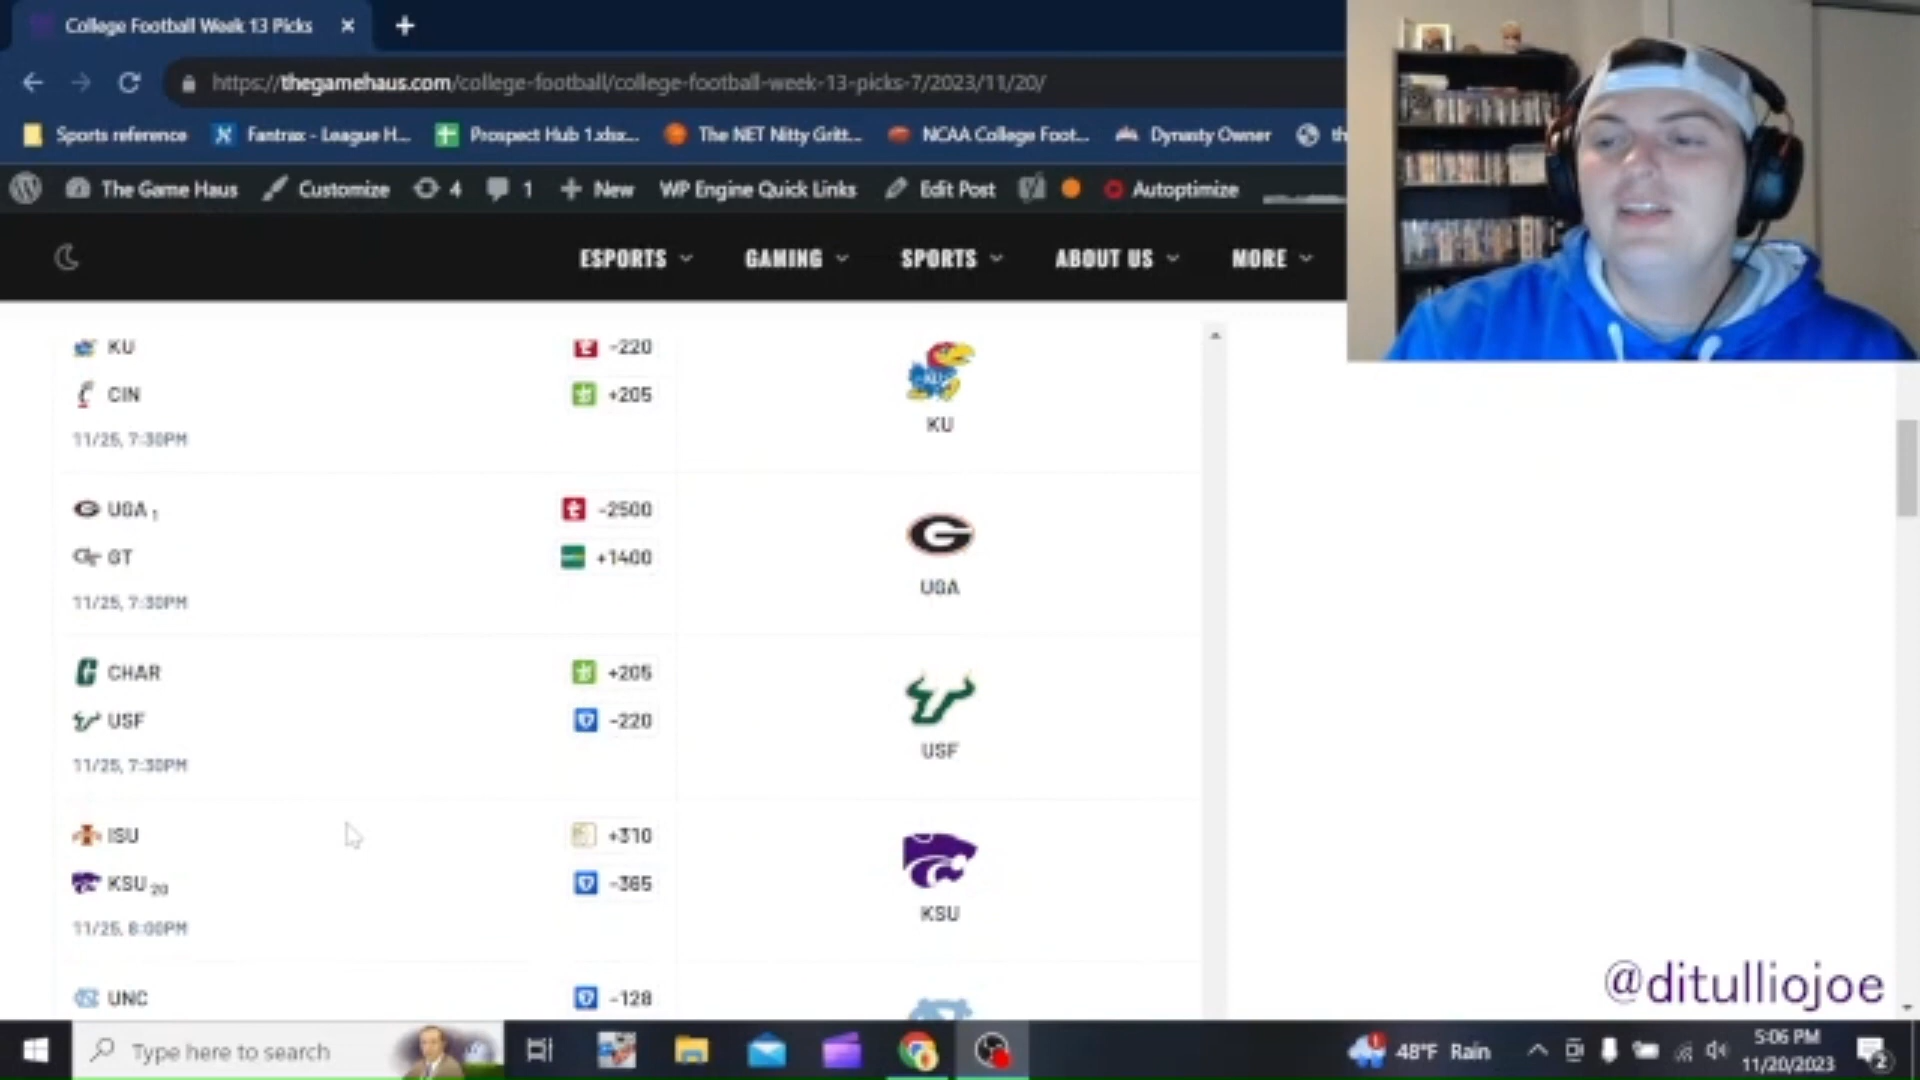 College Football Week 13 Picks
https://thegamehaus.com/college-football/college-football-week-13-picks-7/2023/11/20/
Sports reference Fantrax - League H... Prospect Hub 1.xlsx... The NET Nitty Gritt... NCAA College Foot... Dynasty Owner th
The Game Haus Customize 4 1 New WP Engine Quick Links Edit Post Autoptimize
ESPORTS GAMING SPORTS ABOUT US MORE
KU -220
CIN +205
11/25, 7:30PM
KU
UGA 1 -2500
GT +1400
11/25, 7:30PM
UGA
CHAR +205
USF -220
11/25, 7:30PM
USF
ISU +310
KSU 20 -365
11/25, 8:00PM
KSU
UNC -128
@ditulliojoe
Type here to search
48°F Rain
5:06 PM
11/20/2023
2